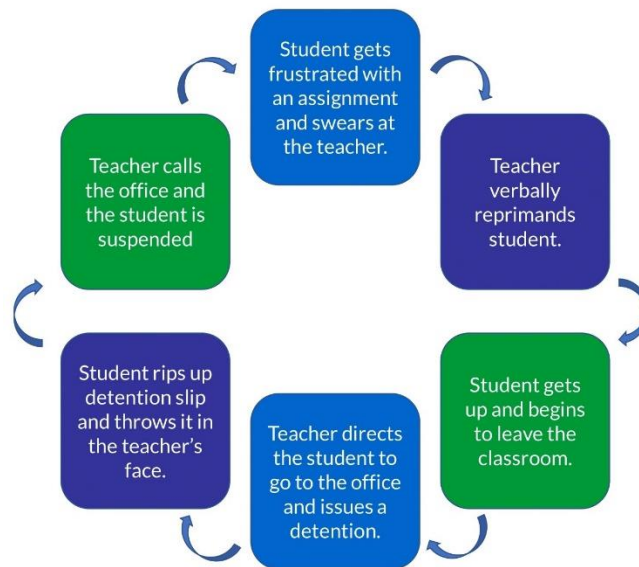 Student gets
frustrated with
an assignment
and swears at
the teacher.
Teacher
verbally
reprimands
student.
Student gets
up and begins
to leave the
classroom.
Teacher directs
the student to
go to the office
and issues a
detention.
Student rips up
detention slip
and throws it in
the teacher’s
face.
Teacher calls
the office and
the student is
suspended